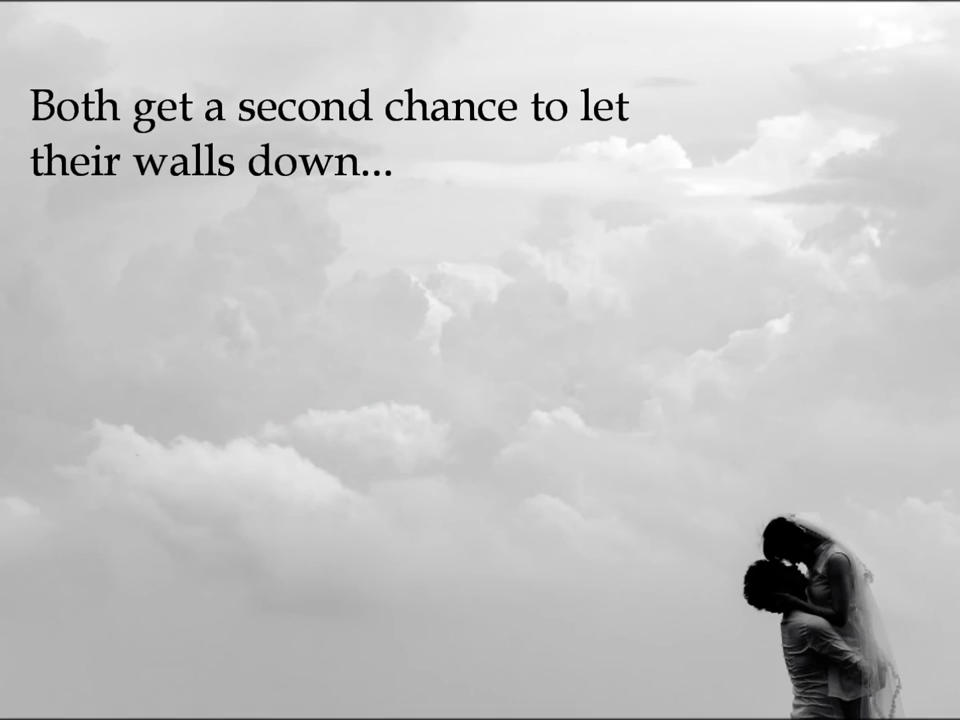 Both get a second chance to let
their walls down...